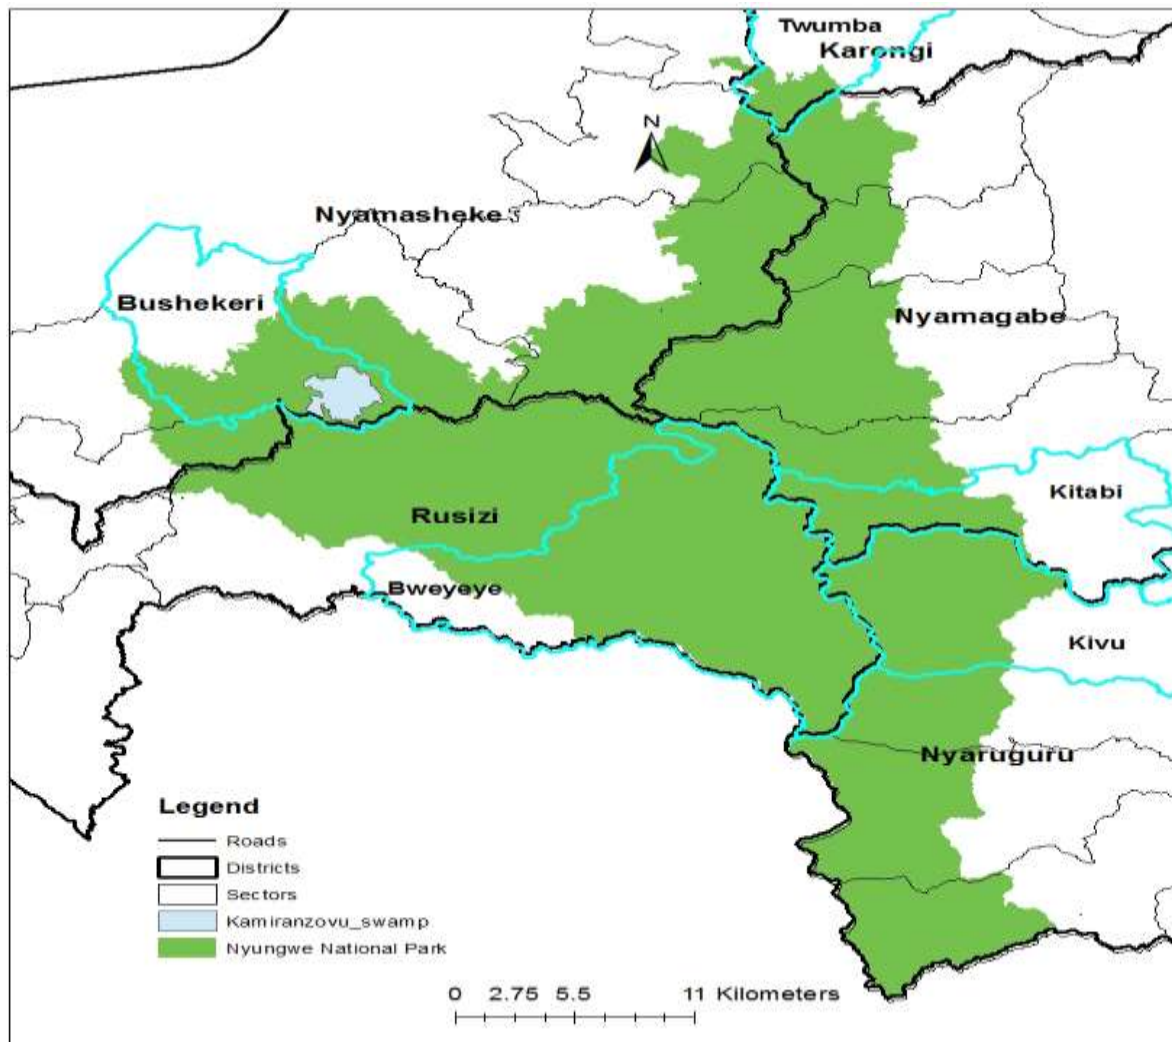 Twumba
Karongi
N
Nyamasheke
Bushekeri
Nyamagabe
Kitabi
Rusizi
Bweyeye
Kivu
Nyaruguru
Legend
Roads
Districts
Sectors
Kamiranzovu_swamp
Nyungwe National Park
0 2.75 5.5 11 Kilometers